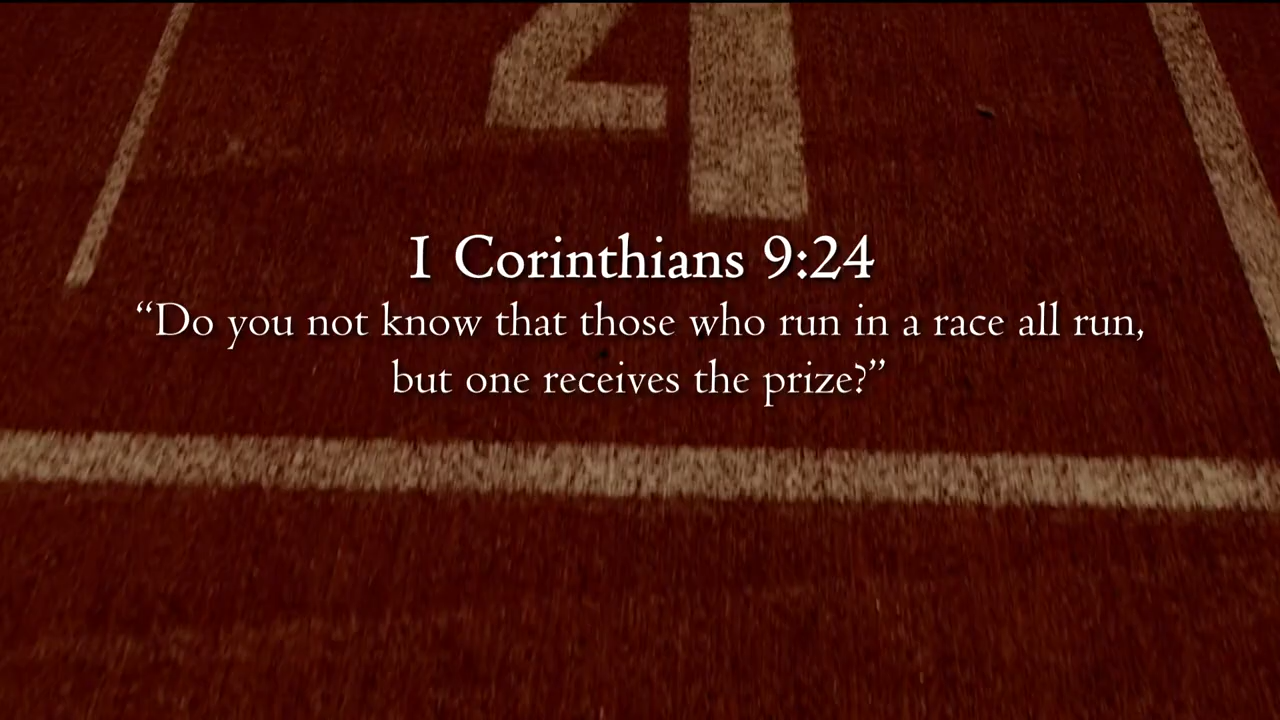 4
1 Corinthians 9:24
“Do you not know that those who run in a race all run,
but one receives the prize?”